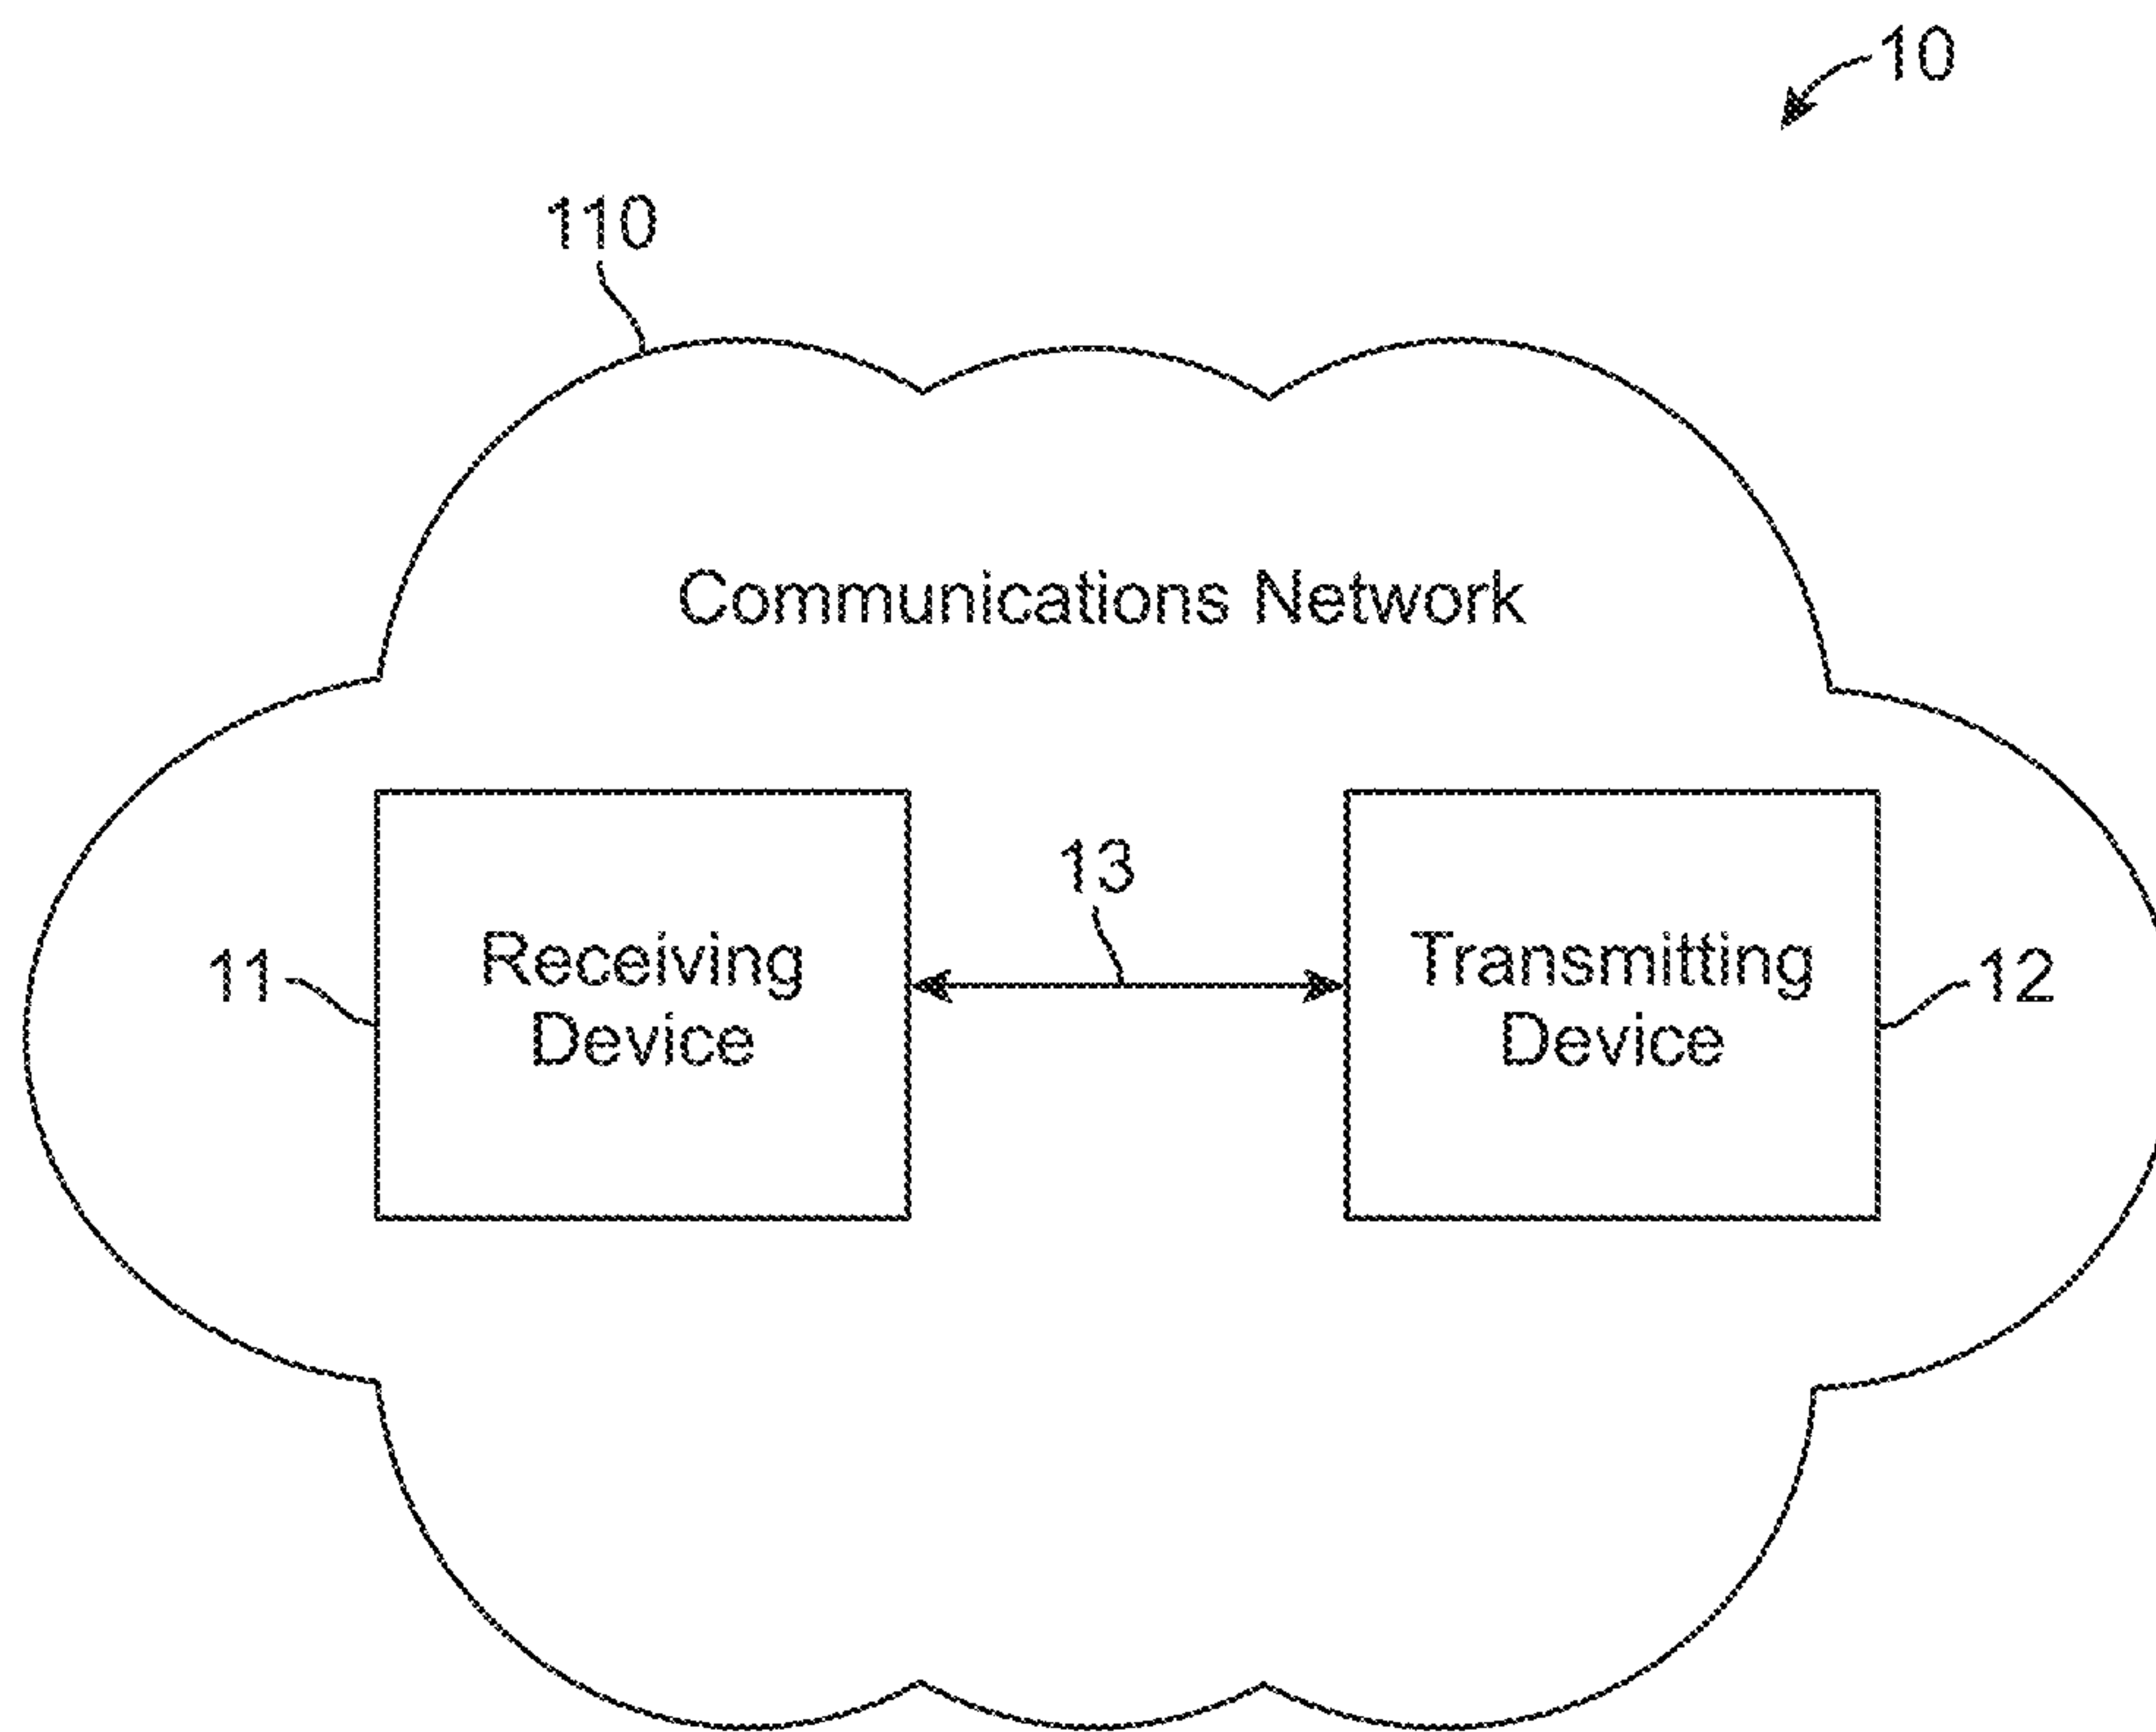 10
110
Communications Network
13
11
Receiving
Device
Transmitting
Device
12